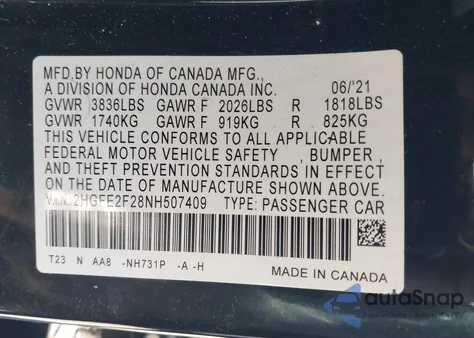 MFD.BY HONDA OF CANADA MFG.,
A DIVISION OF HONDA CANADA INC. 06/'21
GVWR 3836LBS GAWR F 2026LBS R 1818LBS
GVWR 1740KG GAWR F 919KG R 825KG
THIS VEHICLE CONFORMS TO ALL APPLICABLE
FEDERAL MOTOR VEHICLE SAFETY , BUMPER ,
AND THEFT PREVENTION STANDARDS IN EFFECT
ON THE DATE OF MANUFACTURE SHOWN ABOVE.
V.I.N. 2HGFE2F28NH507409 TYPE: PASSENGER CAR
T23 N AA8 -NH731P -A -H
MADE IN CANADA
autoSnap